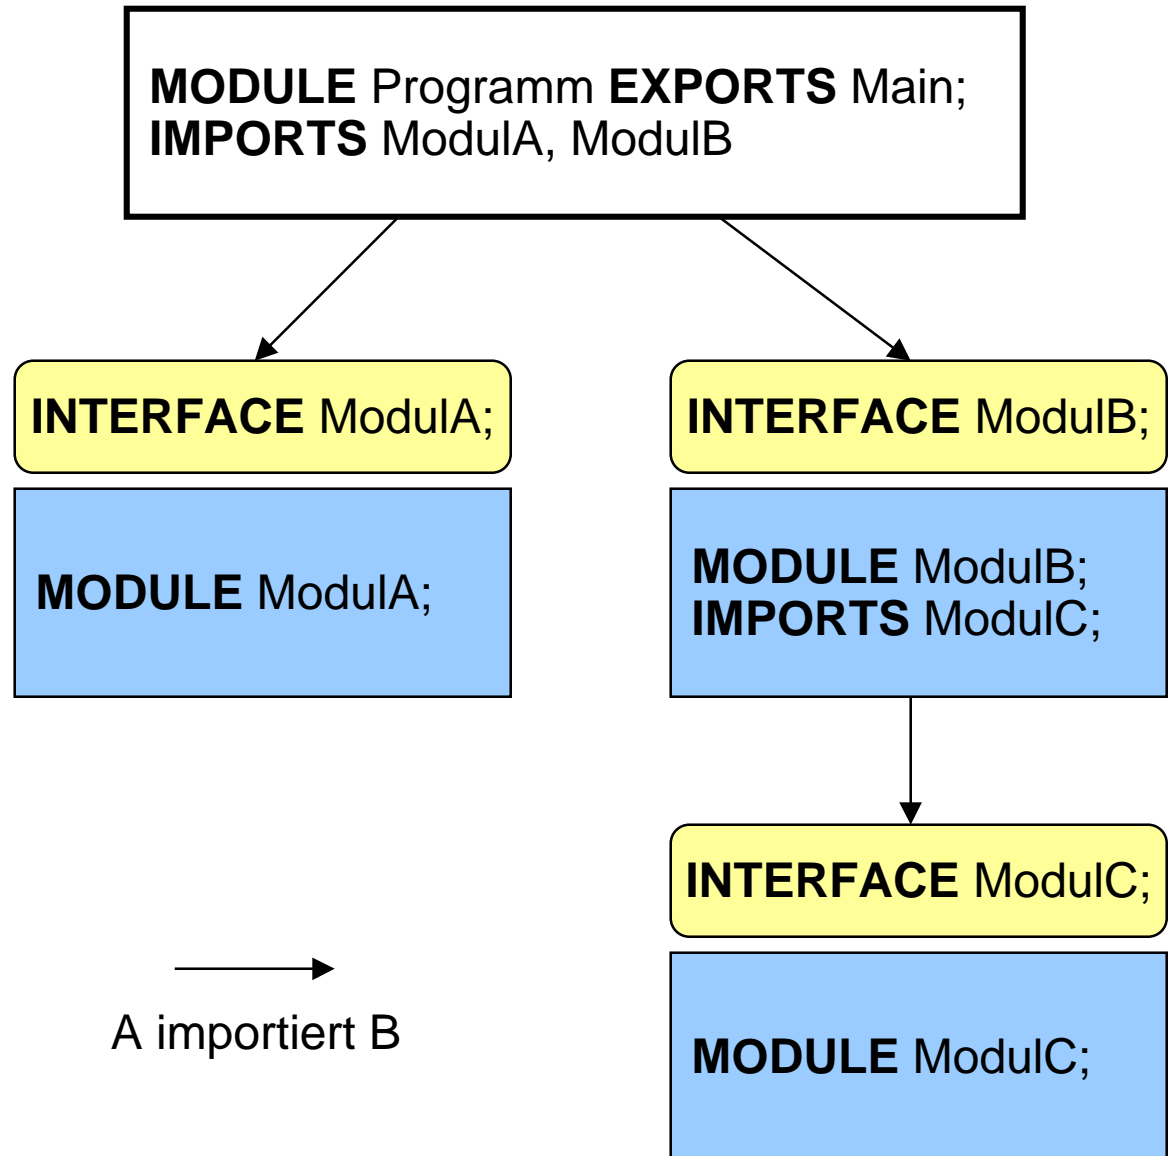 MODULE Programm EXPORTS Main;
IMPORTS ModulA, ModulB
INTERFACE ModulA;
INTERFACE ModulB;
MODULE ModulA;
MODULE ModulB;
IMPORTS ModulC;
INTERFACE ModulC;
A importiert B
MODULE ModulC;